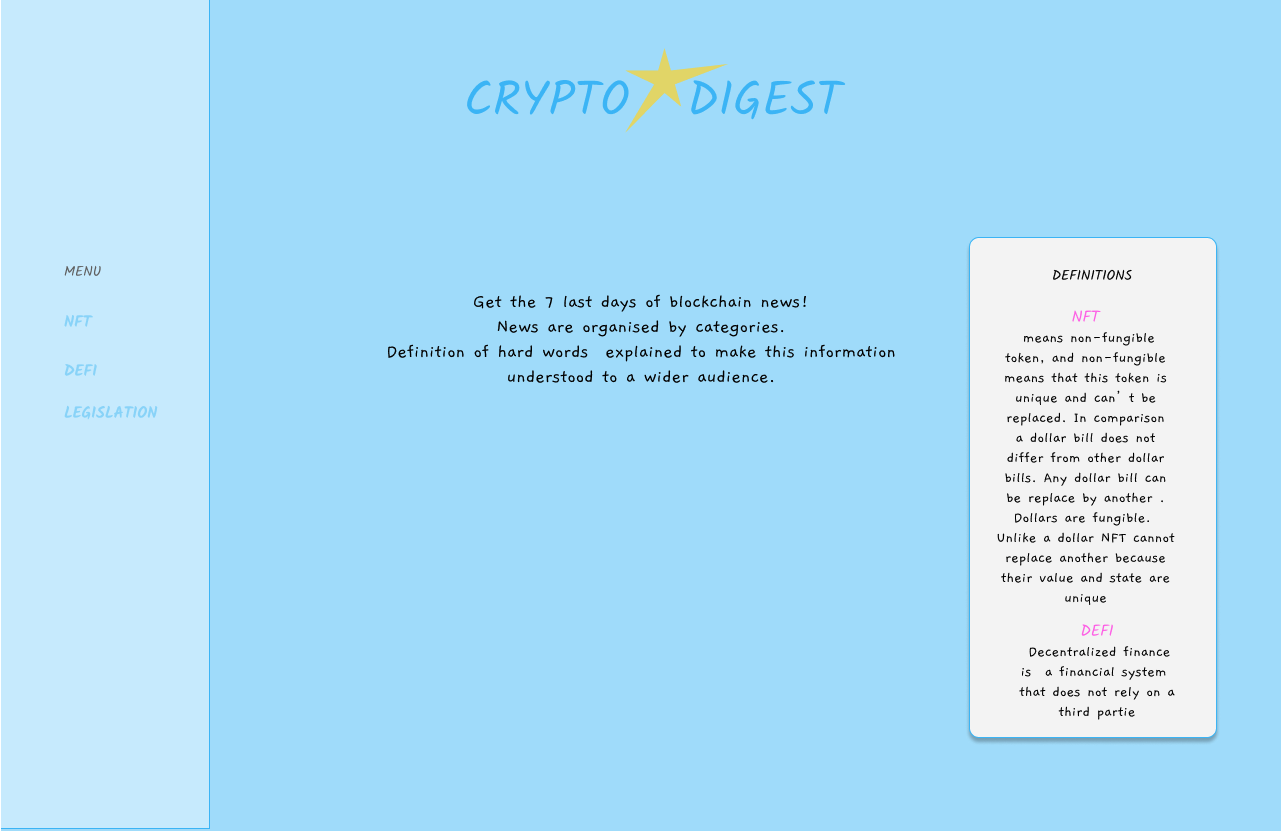 CRYPTO DIGEST
MENU
NFT
DEFI
LEGISLATION
Get the 7 last days of blockchain news!
News are organised by categories.
Definition of hard words explained to make this information
understood to a wider audience.
DEFINITIONS
NFT
means non-fungible
token, and non-fungible
means that this token is
unique and can’t be
replaced. In comparison
a dollar bill does not
differ from other dollar
bills. Any dollar bill can
be replace by another .
Dollars are fungible.
Unlike a dollar NFT cannot
replace another because
their value and state are
unique
DEFI
Decentralized finance
is a financial system
that does not rely on a
third partie